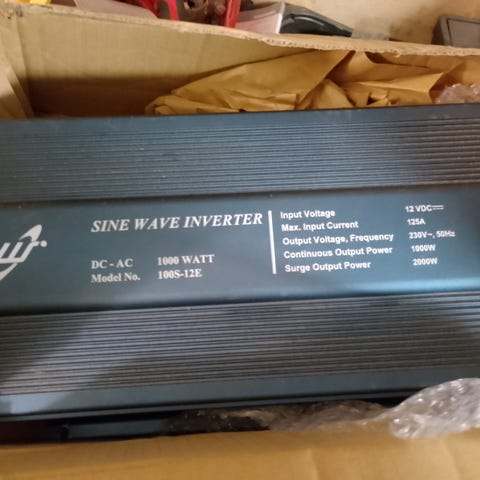 SINE WAVE INVERTER
DC - AC 1000 WATT
Model No. 100S-12E
Input Voltage 12 VDC⎓
Max. Input Current 125A
Output Voltage, Frequency 230V~, 50Hz
Continuous Output Power 1000W
Surge Output Power 2000W